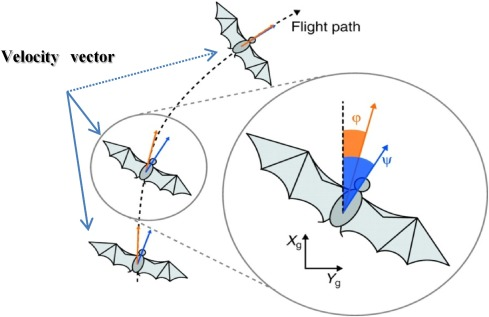 Flight path
Velocity vector
φ
ψ
Xg
Yg